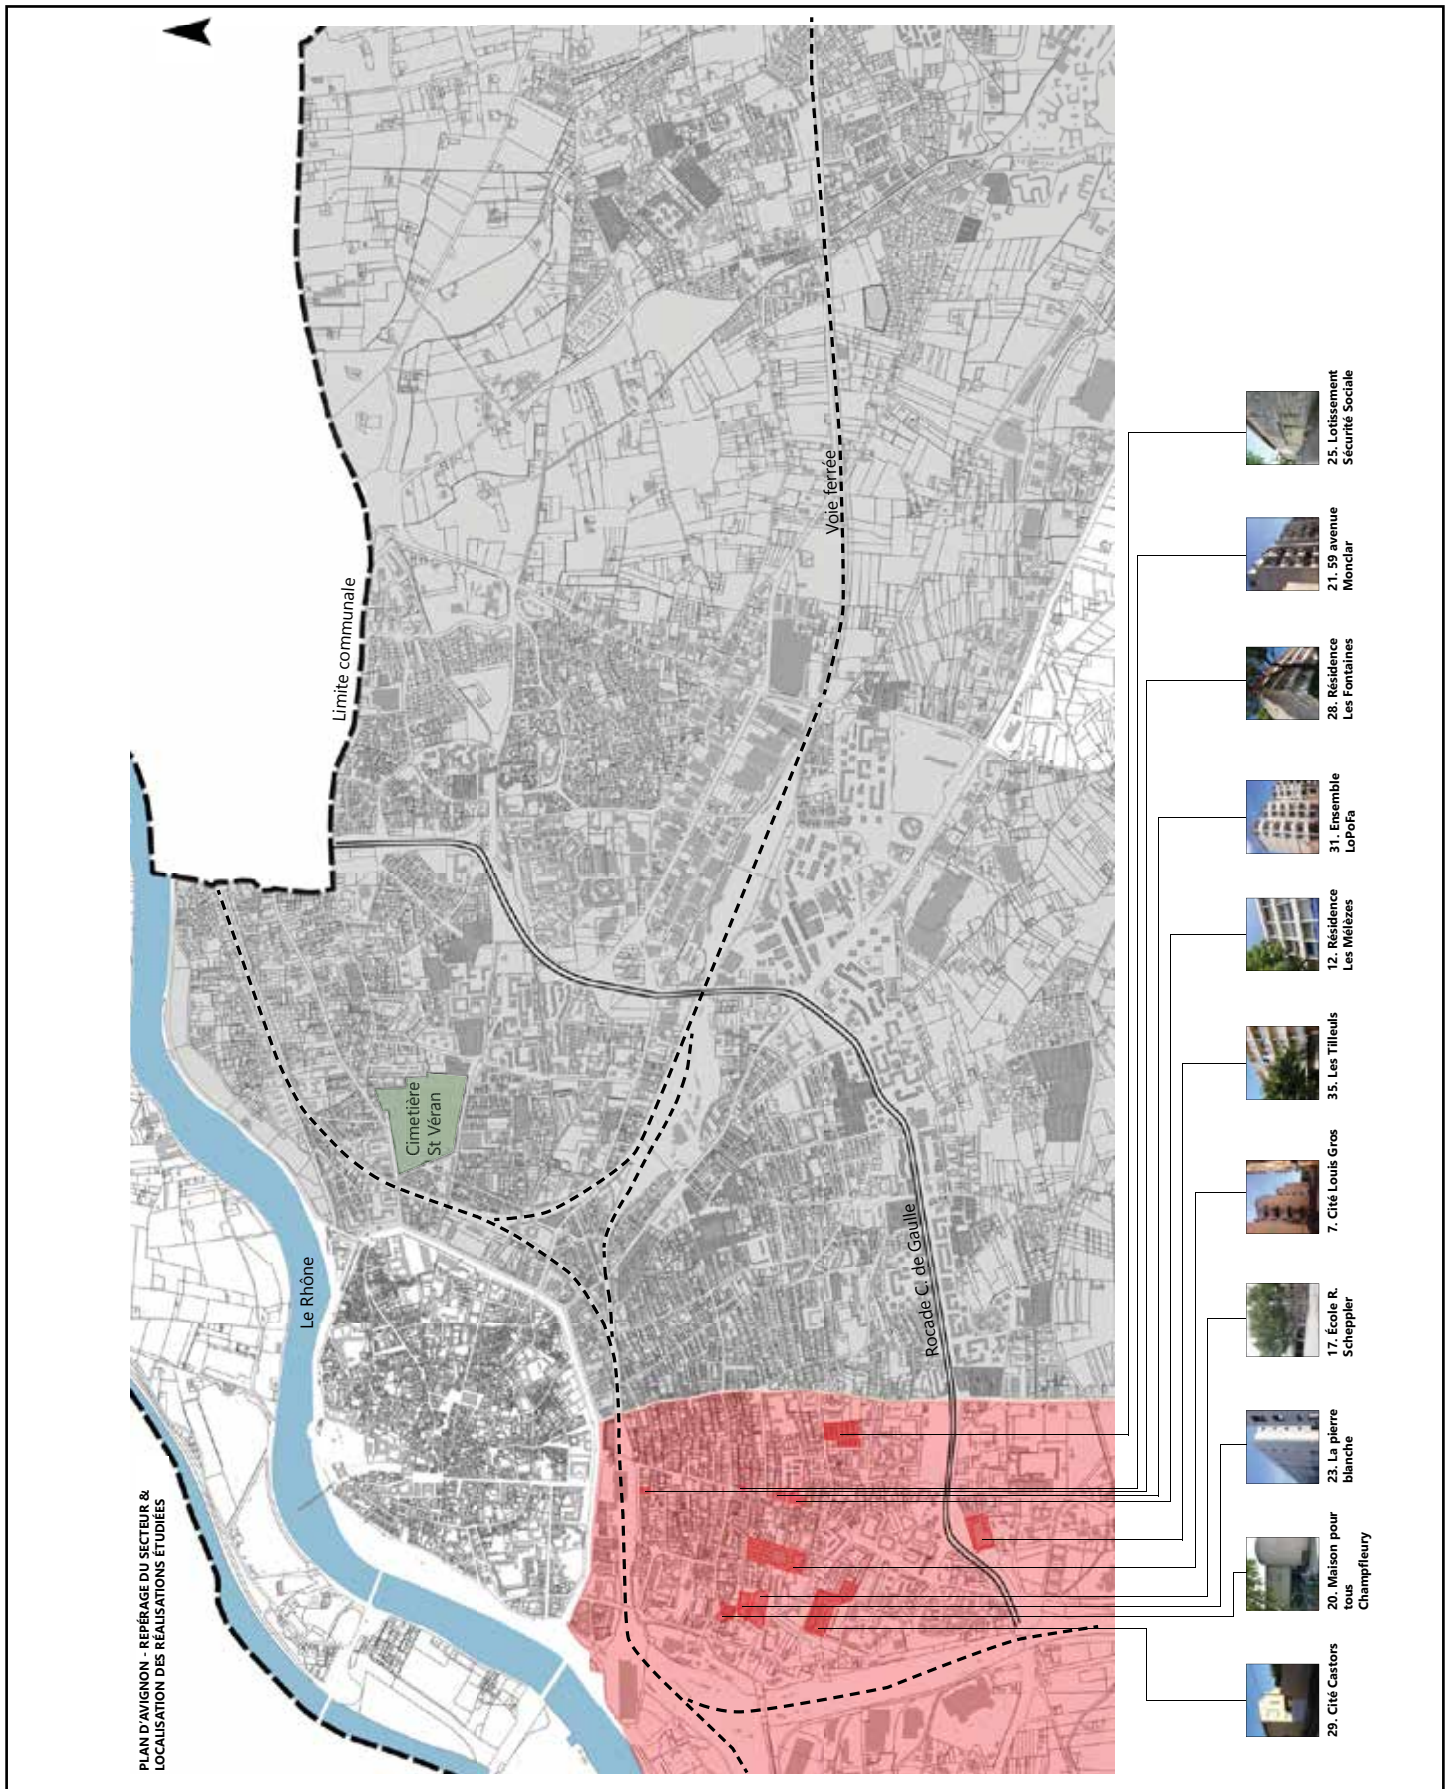 PLAN D'AVIGNON - REPÉRAGE DU SECTEUR &
LOCALISATION DES RÉALISATIONS ÉTUDIÉES
Le Rhône
Limite communale
Cimetière
St Véran
Voie ferrée
Rocade C. de Gaulle
29. Cité Castors
20. Maison pour
tous
Champfleury
23. La pierre
blanche
17. École R.
Scheppler
7. Cité Louis Gros
35. Les Tilleuls
12. Résidence
Les Mélèzes
31. Ensemble
LoPoFa
28. Résidence
Les Fontaines
21. 59 avenue
Monclar
25. Lotissement
Sécurité Sociale